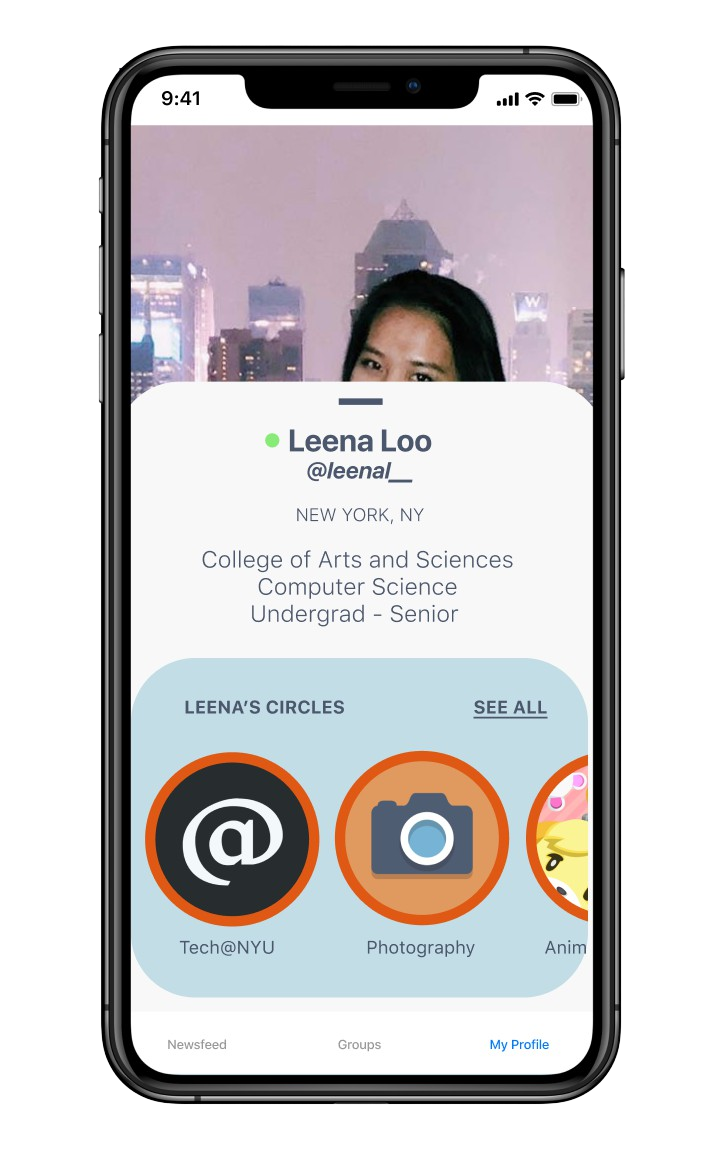 9:41
W
Leena Loo
@leenal__
NEW YORK, NY
College of Arts and Sciences
Computer Science
Undergrad - Senior
LEENA’S CIRCLES
SEE ALL
@
Tech@NYU
Photography
Anim
Newsfeed
Groups
My Profile